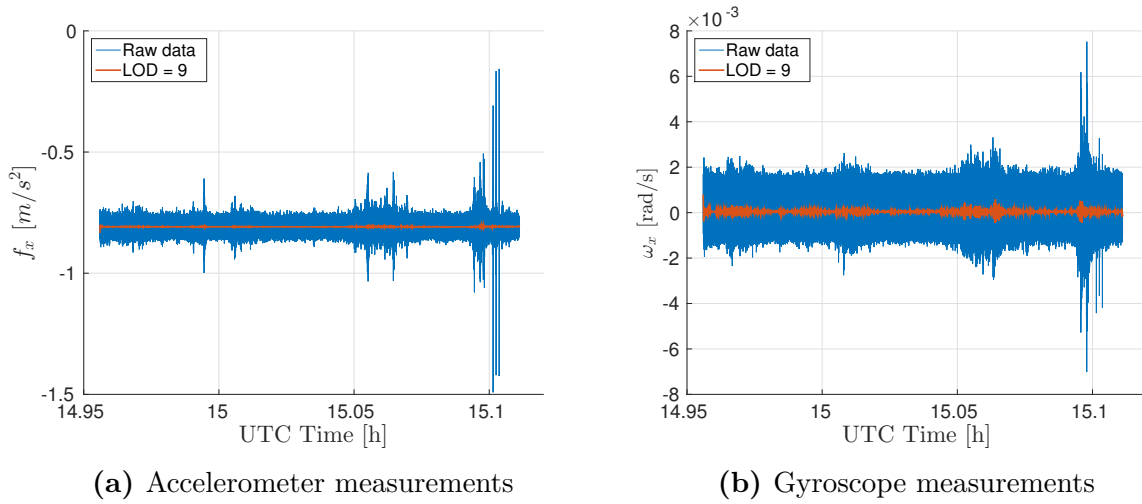 0
Raw data
LOD = 9
-0.5
f_x [m/s²]
-1
-1.5
14.95
15
15.05
15.1
UTC Time [h]
(a) Accelerometer measurements
×10⁻³
8
Raw data
LOD = 9
6
4
2
ω_x [rad/s]
0
-2
-4
-6
-8
14.95
15
15.05
15.1
UTC Time [h]
(b) Gyroscope measurements